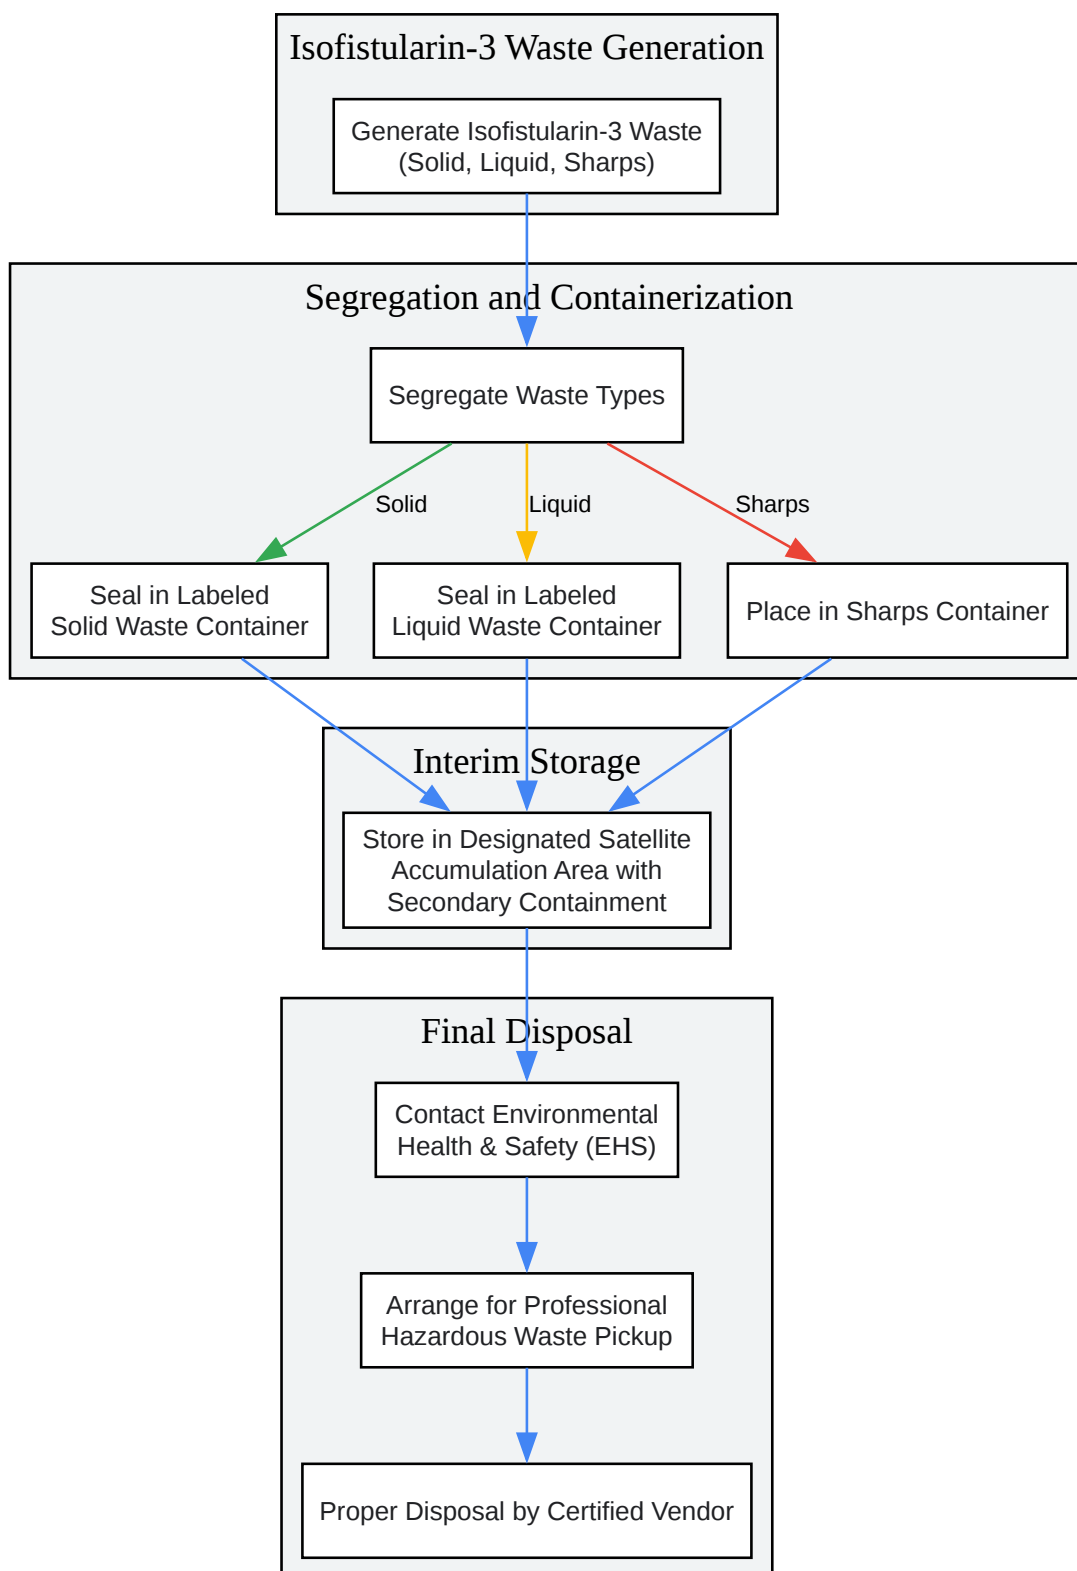 Isofistularin-3 Waste Generation
Generate Isofistularin-3 Waste
(Solid, Liquid, Sharps)
Segregation and Containerization
Segregate Waste Types
Solid
Liquid
Sharps
Seal in Labeled
Solid Waste Container
Seal in Labeled
Liquid Waste Container
Place in Sharps Container
Interim Storage
Store in Designated Satellite
Accumulation Area with
Secondary Containment
Final Disposal
Contact Environmental
Health & Safety (EHS)
Arrange for Professional
Hazardous Waste Pickup
Proper Disposal by Certified Vendor